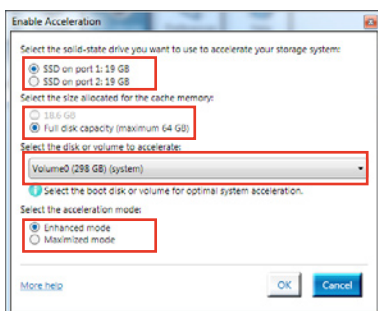 Enable Acceleration
Select the solid-state drive you want to use to accelerate your storage system:
SSD on port 1: 19 GB
SSD on port 2: 19 GB
Select the size allocated for the cache memory:
18.6 GB
Full disk capacity (maximum 64 GB)
Select the disk or volume to accelerate:
Volume0 (298 GB) (system)
Select the boot disk or volume for optimal system acceleration.
Select the acceleration mode:
Enhanced mode
Maximized mode
More help
OK
Cancel